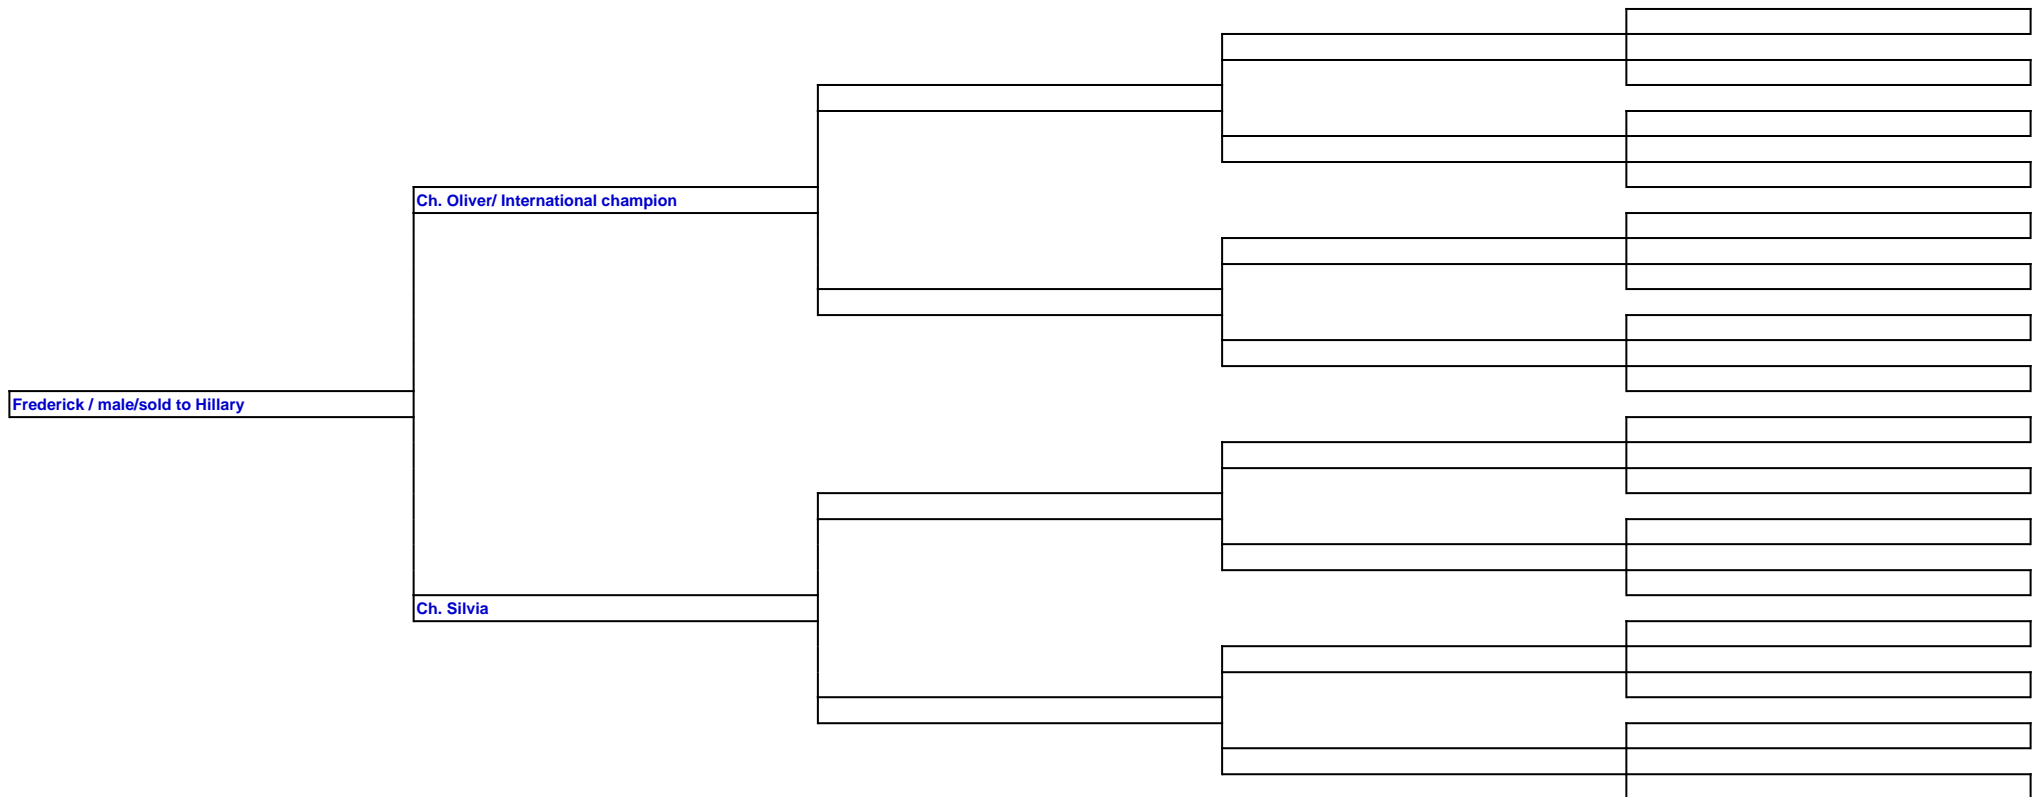 Ch. Oliver/ International champion
Frederick / male/sold to Hillary
Ch. Silvia